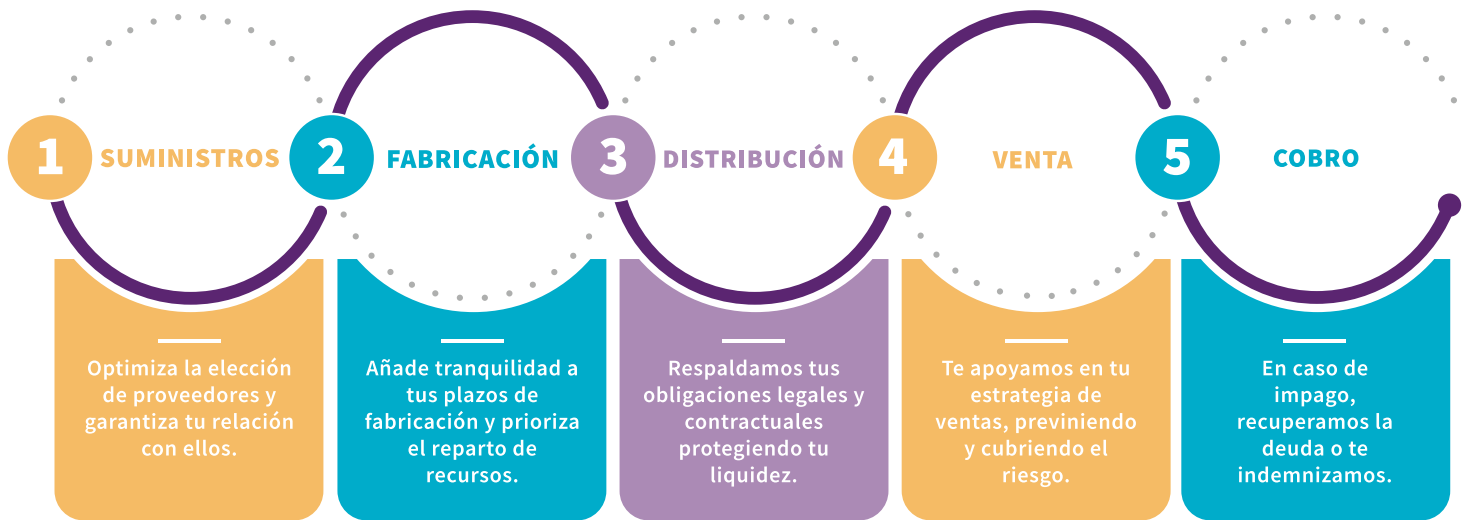 1
SUMINISTROS
2
FABRICACIÓN
3
DISTRIBUCIÓN
4
VENTA
5
COBRO
Optimiza la elección
de proveedores y
garantiza tu relación
con ellos.
Añade tranquilidad a
tus plazos de
fabricación y prioriza
el reparto de
recursos.
Respaldamos tus
obligaciones legales y
contractuales
protegiendo tu
liquidez.
Te apoyamos en tu
estrategia de
ventas, previniendo
y cubriendo el
riesgo.
En caso de
impago,
recuperamos la
deuda o te
indemnizamos.